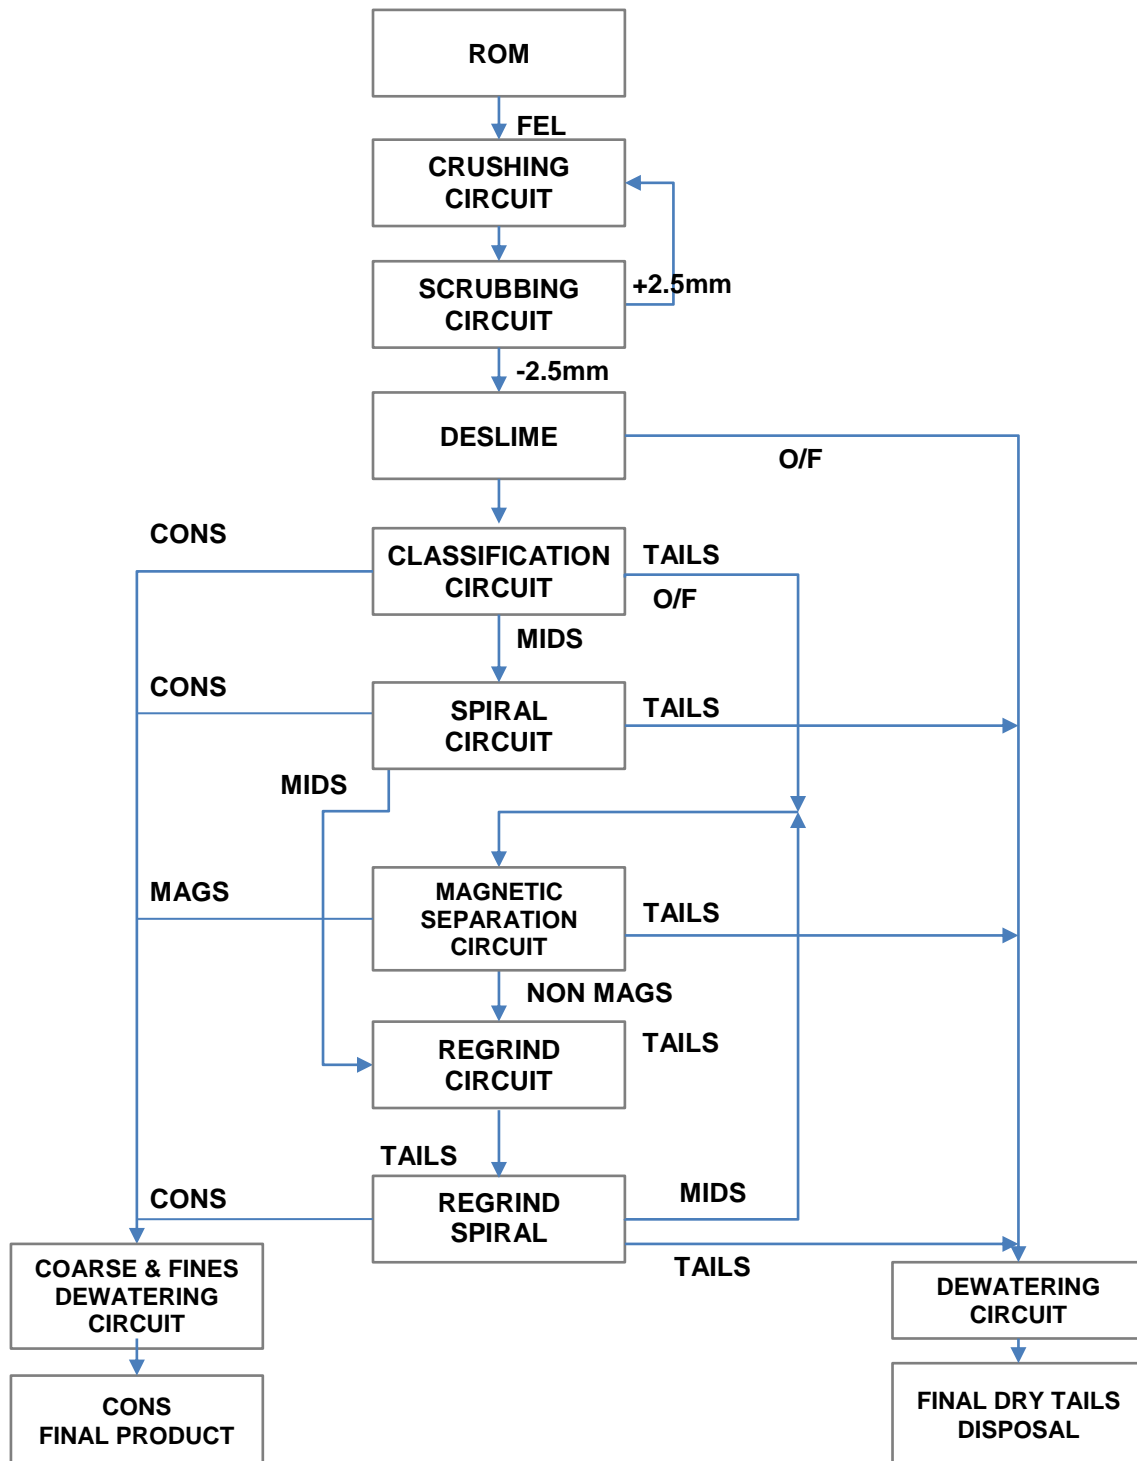 ROM
FEL
CRUSHING
CIRCUIT
SCRUBBING
CIRCUIT
+2.5mm
-2.5mm
DESLIME
O/F
CONS
CLASSIFICATION
CIRCUIT
TAILS
O/F
MIDS
CONS
SPIRAL
CIRCUIT
TAILS
MIDS
MAGS
MAGNETIC
SEPARATION
CIRCUIT
TAILS
NON MAGS
REGRIND
CIRCUIT
TAILS
TAILS
CONS
REGRIND
SPIRAL
MIDS
TAILS
COARSE & FINES
DEWATERING
CIRCUIT
DEWATERING
CIRCUIT
CONS
FINAL PRODUCT
FINAL DRY TAILS
DISPOSAL